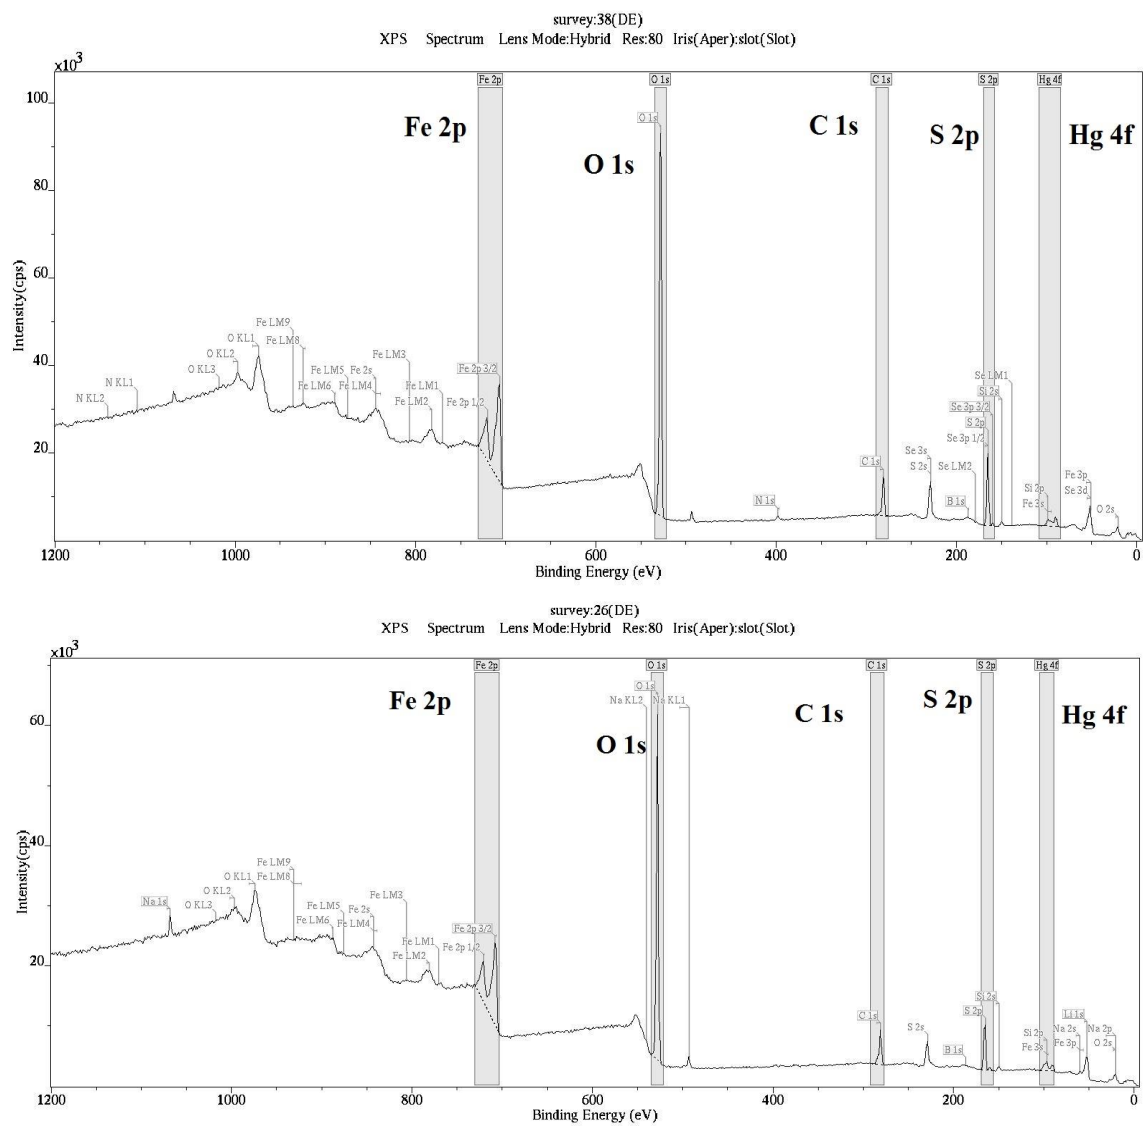 survey:38(DE)
XPS Spectrum Lens Mode:Hybrid Res:80 Iris(Aper):slot(Slot)
x10³
Fe 2p O 1s C 1s S 2p Hg 4f
Fe 2p O 1s C 1s S 2p Hg 4f
O 1s
100
80
60
40
20
Intensity(cps)
N KL2 N KL1 O KL3 O KL2 O KL1 Fe LM9 Fe LM8 Fe LM6 Fe LM5 Fe LM4 Fe 2s Fe LM3 Fe LM2 Fe LM1 Fe 2p 1/2 Fe 2p 3/2
N 1s C 1s Se 3s S 2s Se LM2 B 1s Se 3p 1/2 S 2p Se 3p 3/2 Si 2s Se LM1 Si 2p Fe 3s Fe 3p Se 3d O 2s
1200 1000 800 600 400 200 0
Binding Energy (eV)
survey:26(DE)
XPS Spectrum Lens Mode:Hybrid Res:80 Iris(Aper):slot(Slot)
x10³
Fe 2p O 1s C 1s S 2p Hg 4f
Fe 2p O 1s C 1s S 2p Hg 4f
O 1s
Na KL2 Na KL1
60
40
20
Intensity(cps)
Na 1s O KL3 O KL2 O KL1 Fe LM9 Fe LM8 Fe LM6 Fe LM5 Fe LM4 Fe 2s Fe LM3 Fe LM2 Fe LM1 Fe 2p 1/2 Fe 2p 3/2
C 1s S 2s B 1s S 2p Si 2s Si 2p Fe 3s Li 1s Na 2s Fe 3p Na 2p O 2s
1200 1000 800 600 400 200 0
Binding Energy (eV)